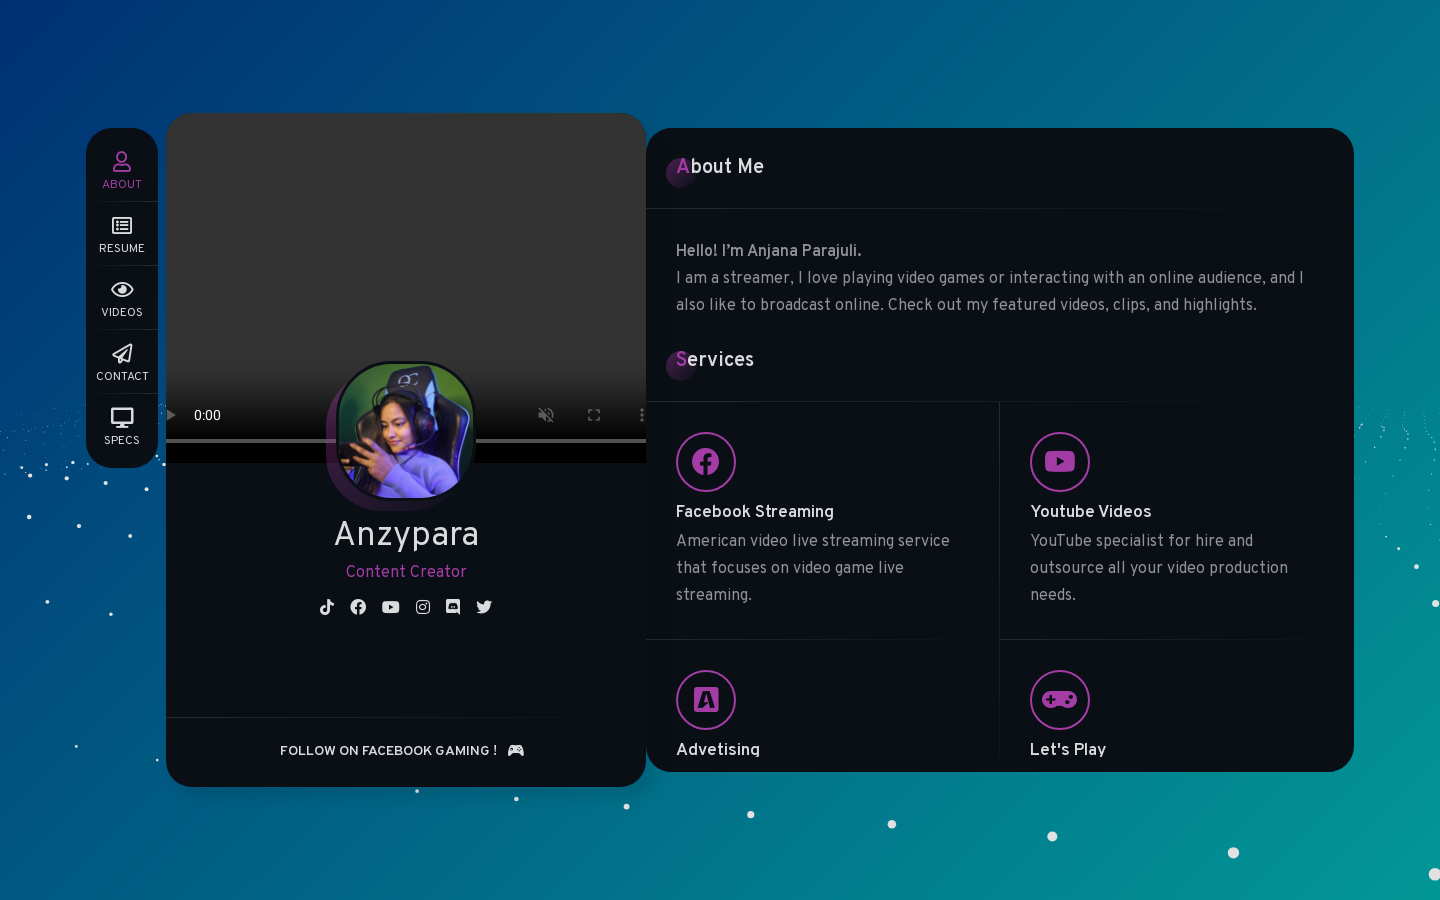 ABOUT
RESUME
VIDEOS
CONTACT
SPECS
0:00
Anzypara
Content Creator
FOLLOW ON FACEBOOK GAMING !
About Me
Hello! I’m Anjana Parajuli.
I am a streamer, I love playing video games or interacting with an online audience, and I
also like to broadcast online. Check out my featured videos, clips, and highlights.
Services
Facebook Streaming
American video live streaming service
that focuses on video game live
streaming.
Youtube Videos
YouTube specialist for hire and
outsource all your video production
needs.
Advetising
Let's Play